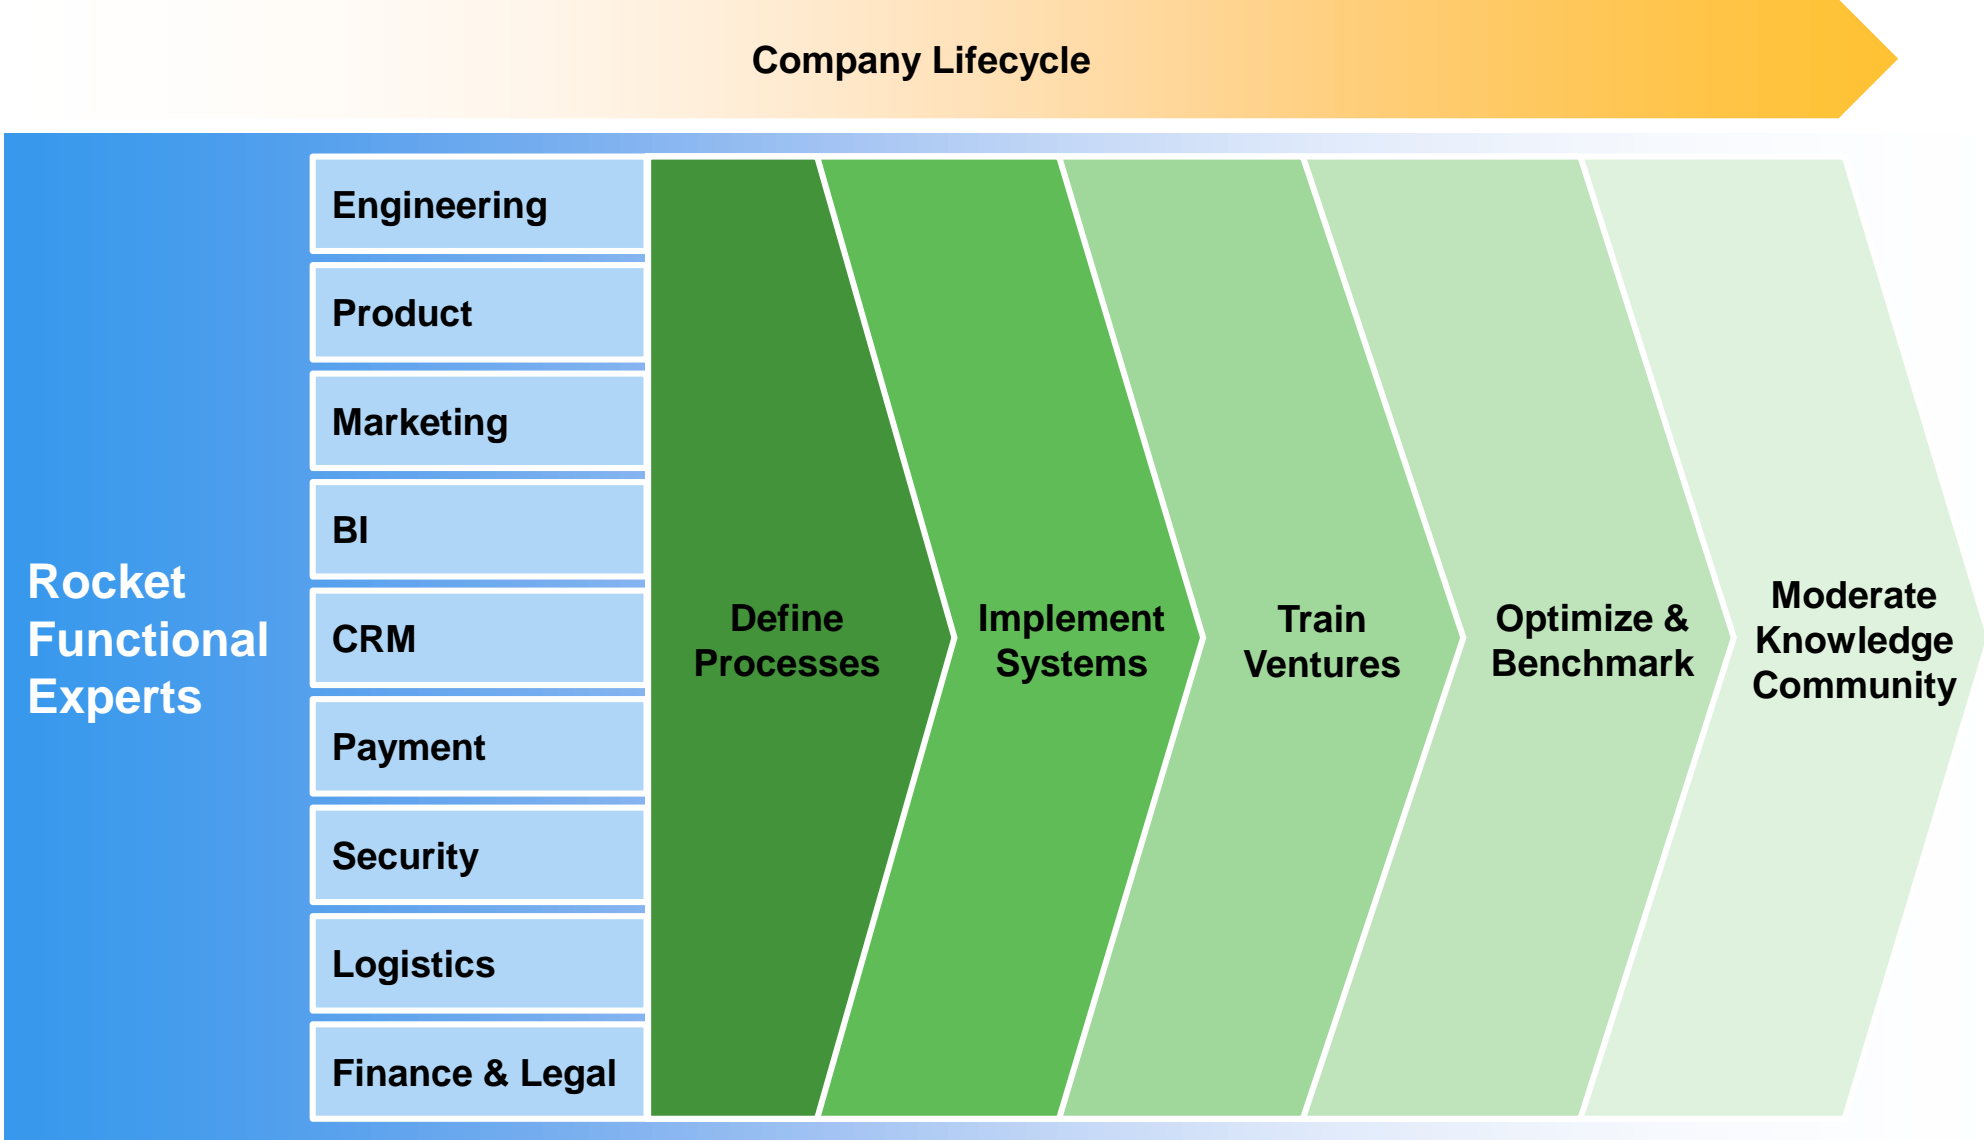 Company Lifecycle
Rocket
Functional
Experts
Engineering
Product
Marketing
BI
CRM
Payment
Security
Logistics
Finance & Legal
Define
Processes
Implement
Systems
Train
Ventures
Optimize &
Benchmark
Moderate
Knowledge
Community